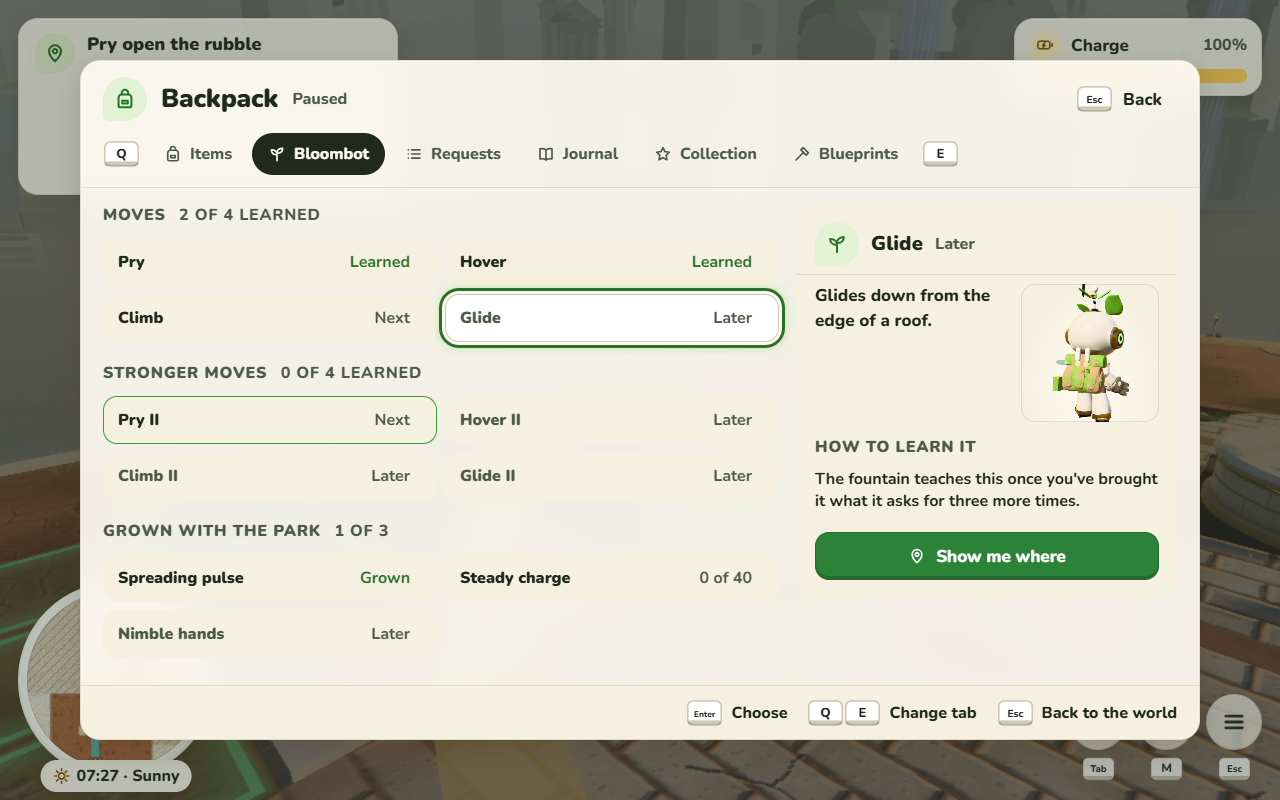 Pry open the rubble
Charge 100%
Backpack Paused
Esc Back
Q Items Bloombot Requests Journal Collection Blueprints E
MOVES 2 OF 4 LEARNED
Pry Learned
Hover Learned
Climb Next
Glide Later
STRONGER MOVES 0 OF 4 LEARNED
Pry II Next
Hover II Later
Climb II Later
Glide II Later
GROWN WITH THE PARK 1 OF 3
Spreading pulse Grown
Steady charge 0 of 40
Nimble hands Later
Glide Later
Glides down from the
edge of a roof.
HOW TO LEARN IT
The fountain teaches this once you've brought
it what it asks for three more times.
Show me where
Enter Choose Q E Change tab Esc Back to the world
07:27 · Sunny
Tab M Esc